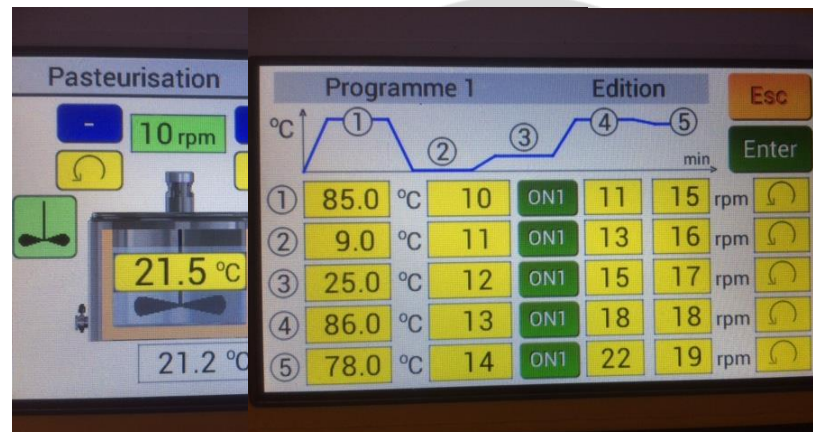 Pasteurisation
-
10 rpm
21.5 °C
21.2 °C
Programme 1 Edition Esc
°C 1 2 3 4 5 min Enter
1 85.0 °C 10 ON1 11 15 rpm
2 9.0 °C 11 ON1 13 16 rpm
3 25.0 °C 12 ON1 15 17 rpm
4 86.0 °C 13 ON1 18 18 rpm
5 78.0 °C 14 ON1 22 19 rpm